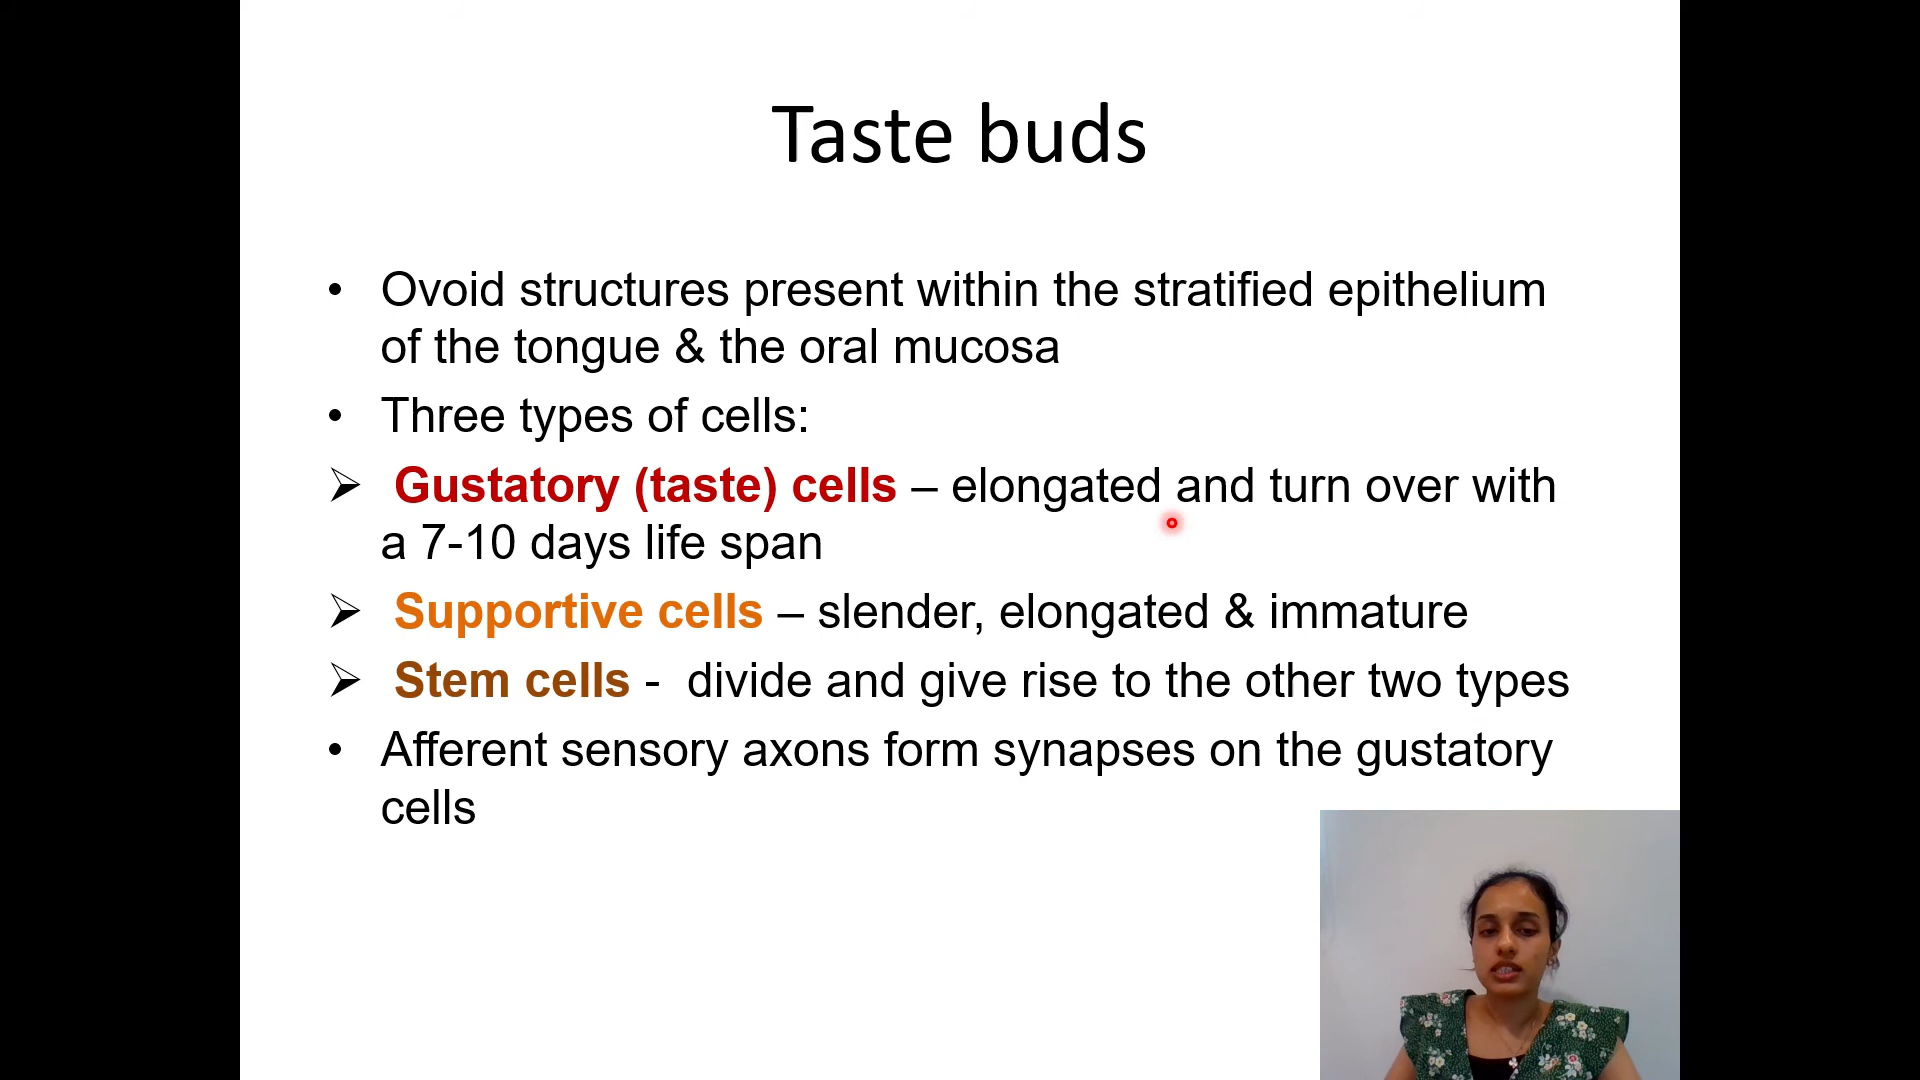 Taste buds
• Ovoid structures present within the stratified epithelium
of the tongue & the oral mucosa
• Three types of cells:
➢ Gustatory (taste) cells – elongated and turn over with
a 7-10 days life span
➢ Supportive cells – slender, elongated & immature
➢ Stem cells -  divide and give rise to the other two types
• Afferent sensory axons form synapses on the gustatory
cells